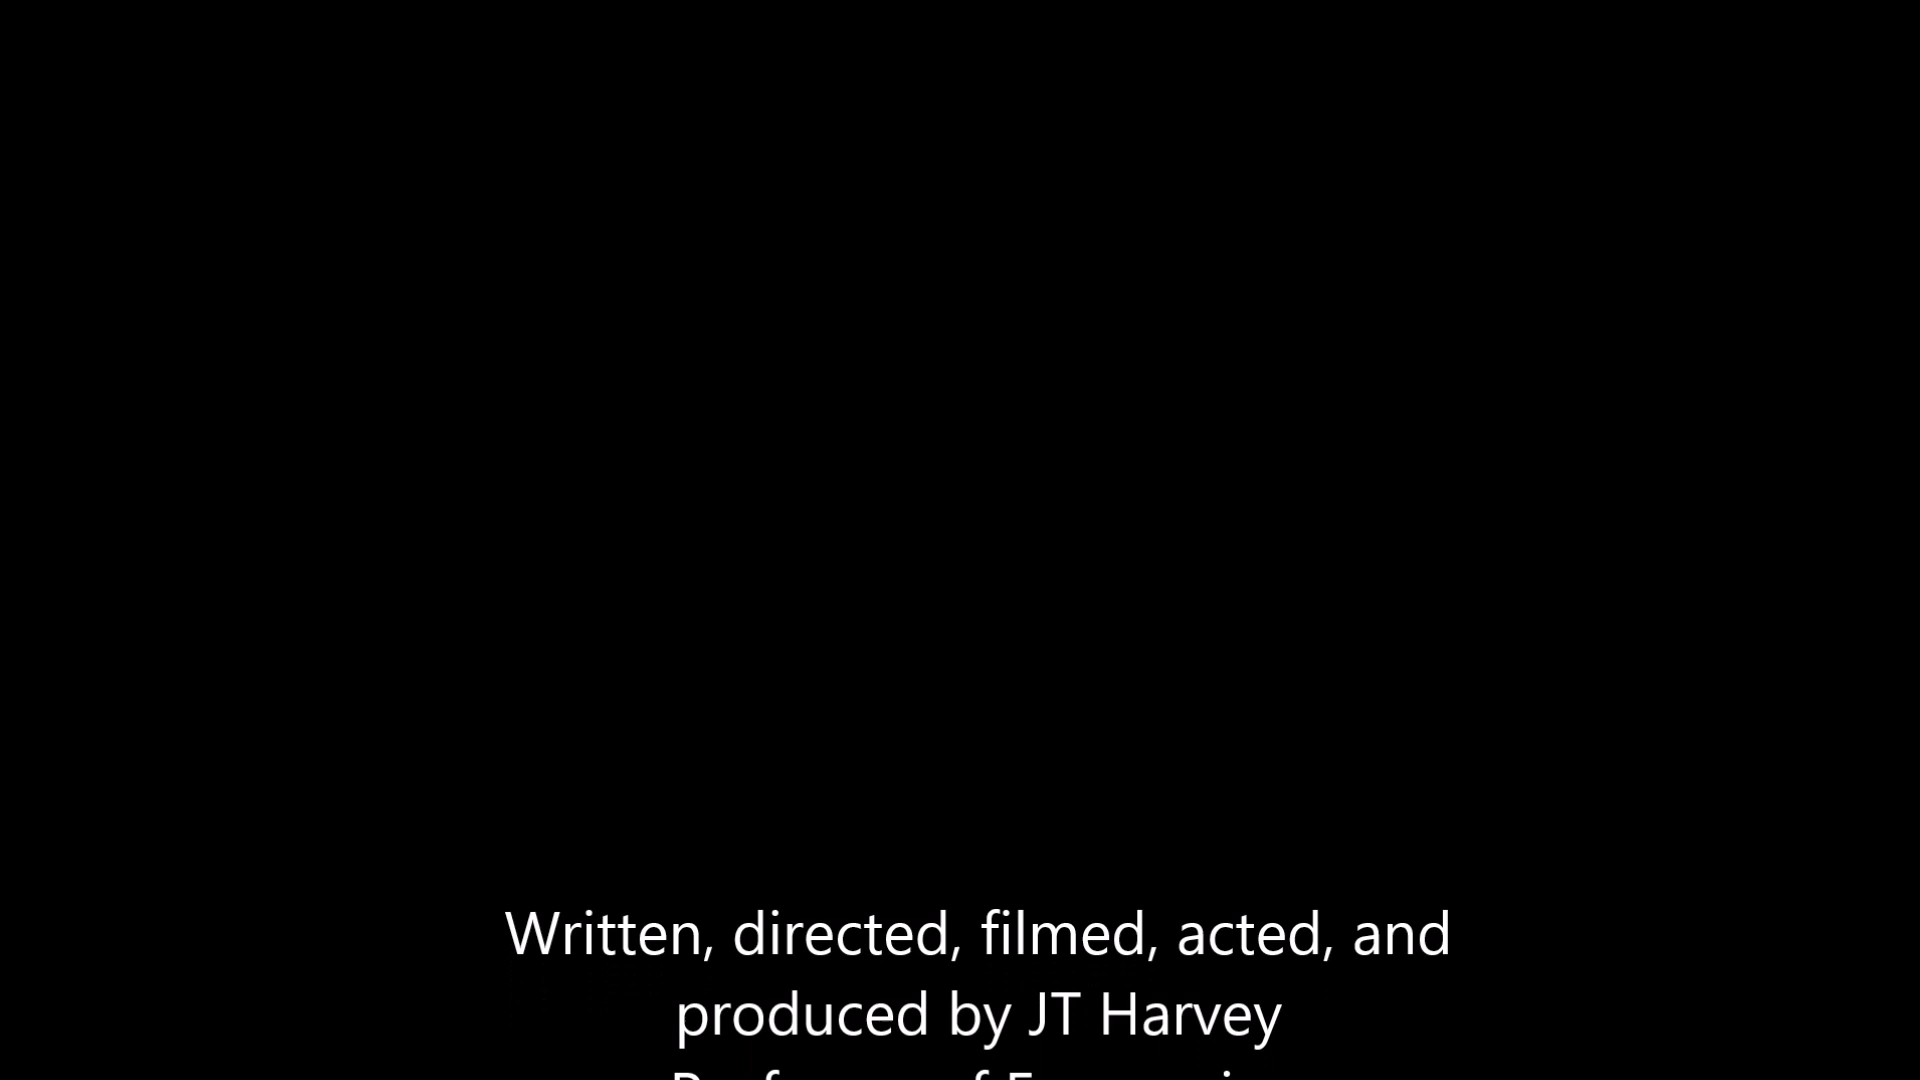 Written, directed, filmed, acted, and
produced by JT Harvey